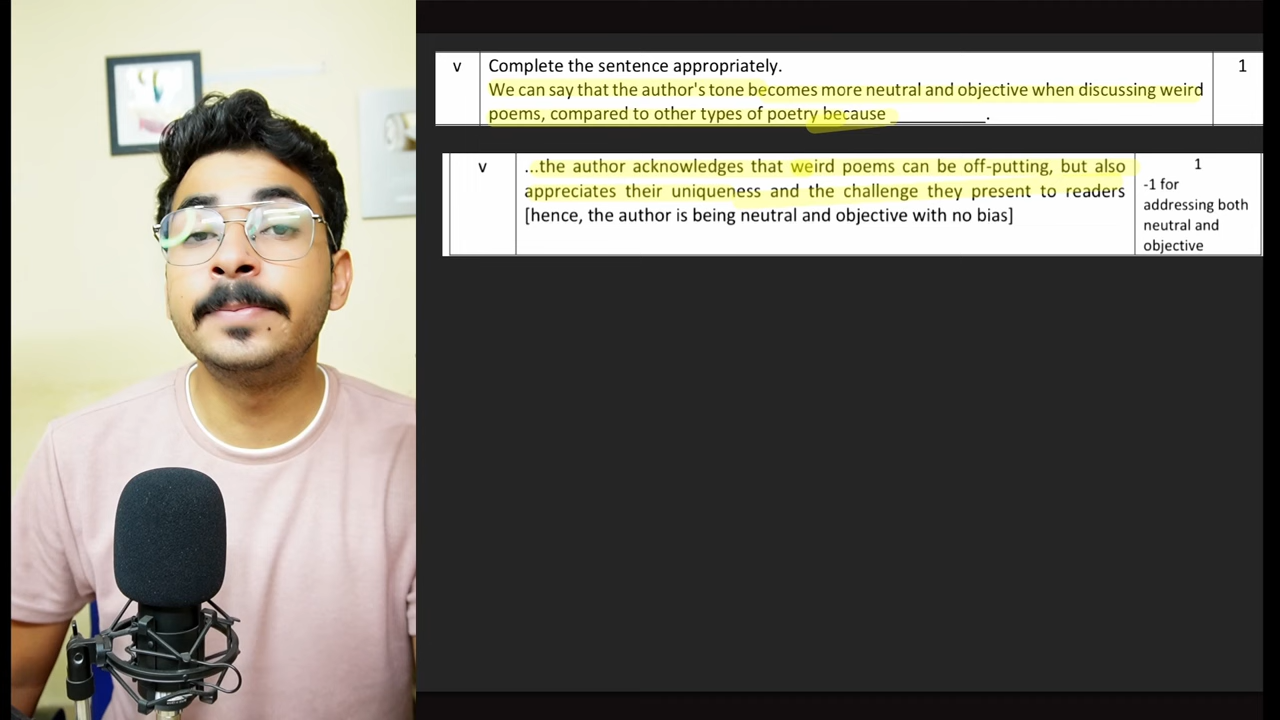 v
Complete the sentence appropriately.
1
We can say that the author's tone becomes more neutral and objective when discussing weird
poems, compared to other types of poetry because __________.
v
...the author acknowledges that weird poems can be off-putting, but also
appreciates their uniqueness and the challenge they present to readers
[hence, the author is being neutral and objective with no bias]
1
-1 for
addressing both
neutral and
objective